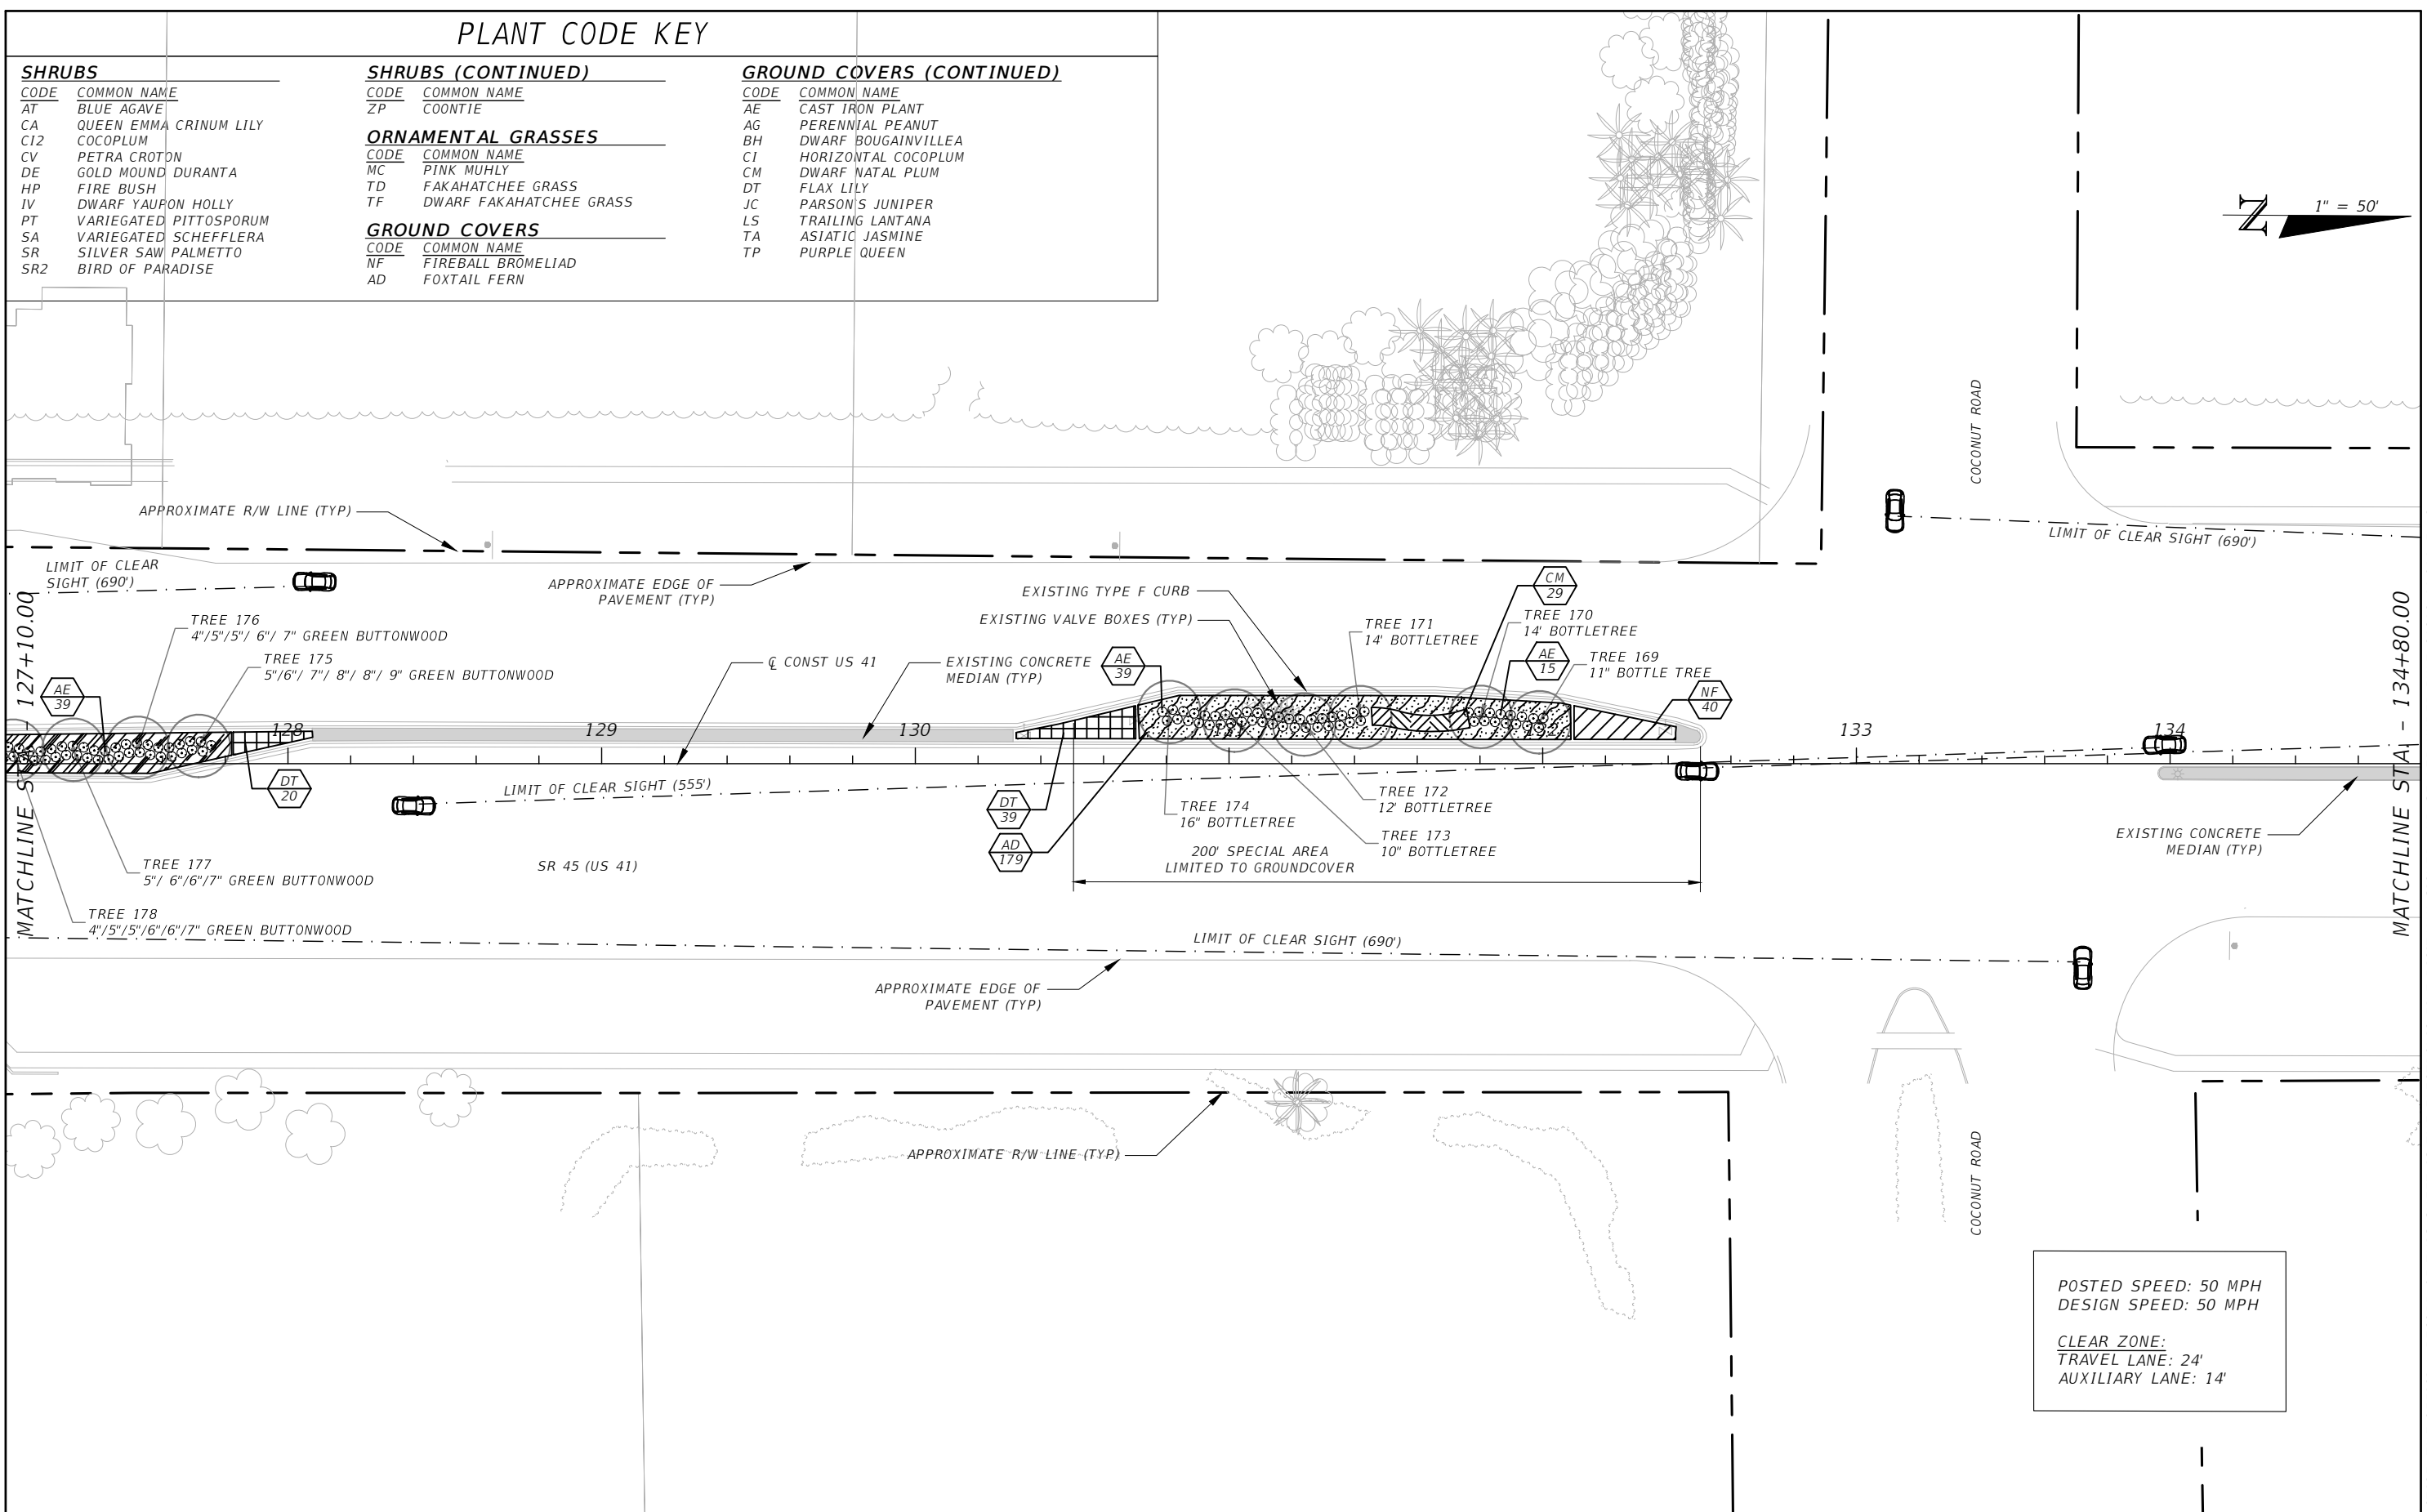 PLANT CODE KEY
SHRUBS
CODE COMMON NAME
AT BLUE AGAVE
CA QUEEN EMMA CRINUM LILY
CI2 COCOPLUM
CV PETRA CROTON
DE GOLD MOUND DURANTA
HP FIRE BUSH
IV DWARF YAUPON HOLLY
PT VARIEGATED PITTOSPORUM
SA VARIEGATED SCHEFFLERA
SR SILVER SAW PALMETTO
SR2 BIRD OF PARADISE
SHRUBS (CONTINUED)
CODE COMMON NAME
ZP COONTIE
ORNAMENTAL GRASSES
CODE COMMON NAME
MC PINK MUHLY
TD FAKAHATCHEE GRASS
TF DWARF FAKAHATCHEE GRASS
GROUND COVERS
CODE COMMON NAME
NF FIREBALL BROMELIAD
AD FOXTAIL FERN
GROUND COVERS (CONTINUED)
CODE COMMON NAME
AE CAST IRON PLANT
AG PERENNIAL PEANUT
BH DWARF BOUGAINVILLEA
CI HORIZONTAL COCOPLUM
CM DWARF NATAL PLUM
DT FLAX LILY
JC PARSON'S JUNIPER
LS TRAILING LANTANA
TA ASIATIC JASMINE
TP PURPLE QUEEN
N
1" = 50'
COCONUT ROAD
APPROXIMATE R/W LINE (TYP)
LIMIT OF CLEAR SIGHT (690')
LIMIT OF CLEAR
SIGHT (690')
APPROXIMATE EDGE OF
PAVEMENT (TYP)
EXISTING TYPE F CURB
EXISTING VALVE BOXES (TYP)
CM
29
TREE 176
4"/5"/5"/ 6"/ 7" GREEN BUTTONWOOD
TREE 175
5"/6"/ 7"/ 8"/ 8"/ 9" GREEN BUTTONWOOD
TREE 171
14' BOTTLETREE
TREE 170
14' BOTTLETREE
TREE 169
11" BOTTLE TREE
℄ CONST US 41
EXISTING CONCRETE
MEDIAN (TYP)
AE
39
AE
39
AE
15
NF
40
MATCHLINE STA. - 127+10.00
MATCHLINE STA. - 134+80.00
128
129
130
131
132
133
134
DT
20
LIMIT OF CLEAR SIGHT (555')
DT
39
AD
179
TREE 174
16" BOTTLETREE
TREE 172
12' BOTTLETREE
TREE 173
10" BOTTLETREE
200' SPECIAL AREA
LIMITED TO GROUNDCOVER
EXISTING CONCRETE
MEDIAN (TYP)
SR 45 (US 41)
TREE 177
5"/ 6"/6"/7" GREEN BUTTONWOOD
TREE 178
4"/5"/5"/6"/6"/7" GREEN BUTTONWOOD
LIMIT OF CLEAR SIGHT (690')
APPROXIMATE EDGE OF
PAVEMENT (TYP)
APPROXIMATE R/W LINE (TYP)
COCONUT ROAD
POSTED SPEED: 50 MPH
DESIGN SPEED: 50 MPH
CLEAR ZONE:
TRAVEL LANE: 24'
AUXILIARY LANE: 14'